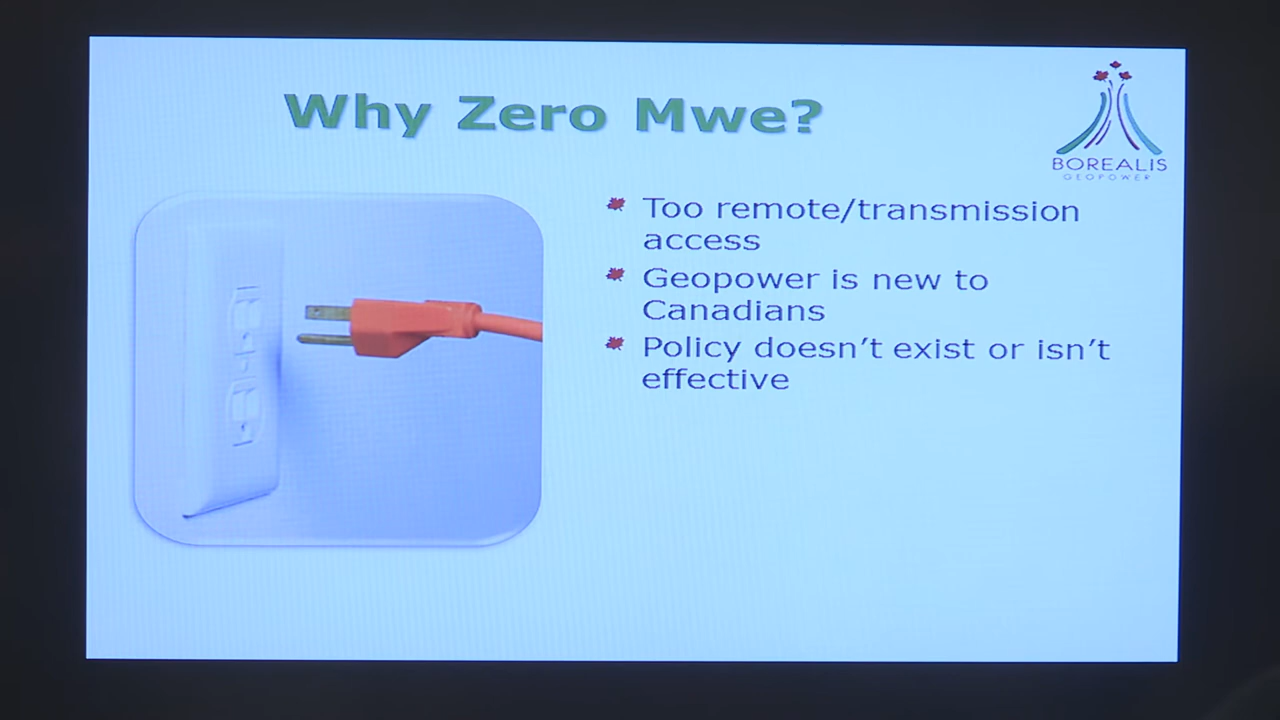 Why Zero Mwe?
BOREALIS
GEOPOWER
Too remote/transmission
access
Geopower is new to
Canadians
Policy doesn't exist or isn't
effective